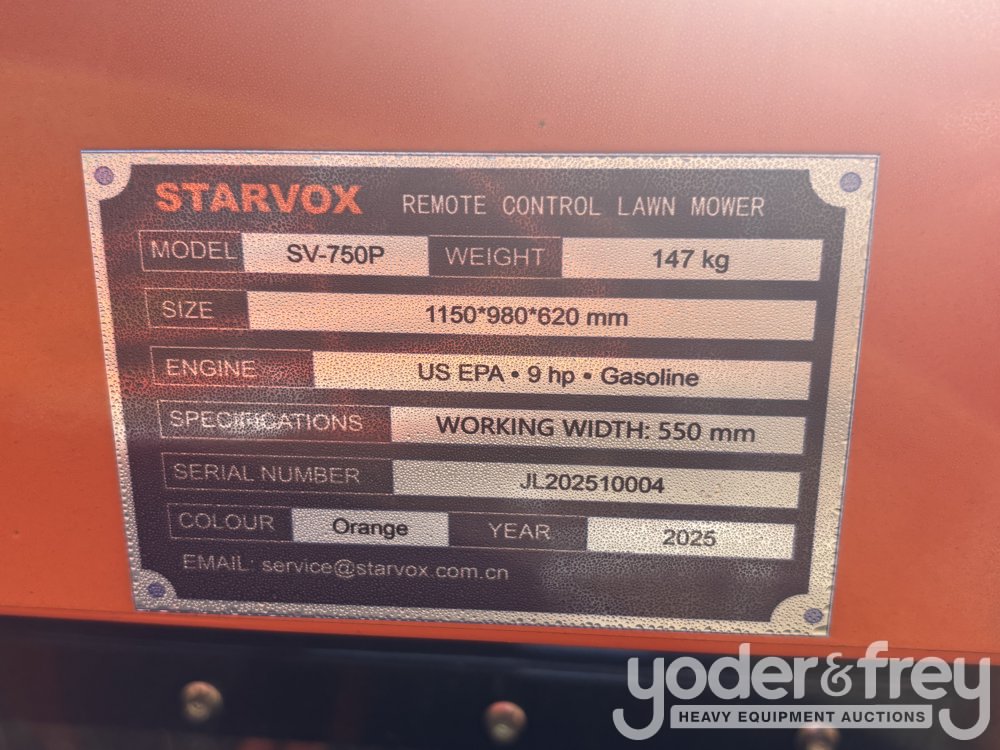 STARVOX REMOTE CONTROL LAWN MOWER
MODEL SV-750P WEIGHT 147 kg
SIZE 1150*980*620 mm
ENGINE US EPA • 9 hp • Gasoline
SPECIFICATIONS WORKING WIDTH: 550 mm
SERIAL NUMBER JL202510004
COLOUR Orange YEAR 2025
EMAIL: service@starvox.com.cn
yoder&frey
HEAVY EQUIPMENT AUCTIONS